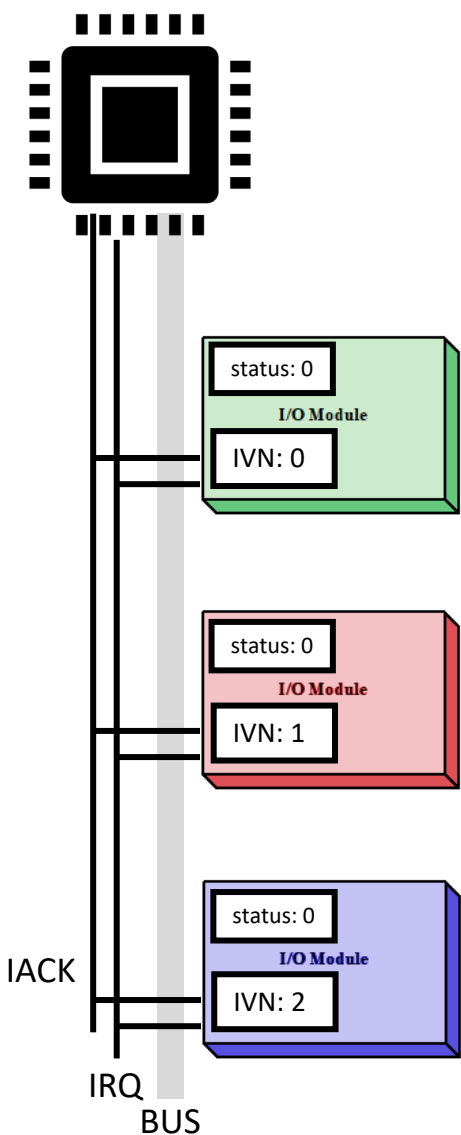 status: 0
I/O Module
IVN: 0
status: 0
I/O Module
IVN: 1
status: 0
I/O Module
IVN: 2
IACK
IRQ
BUS